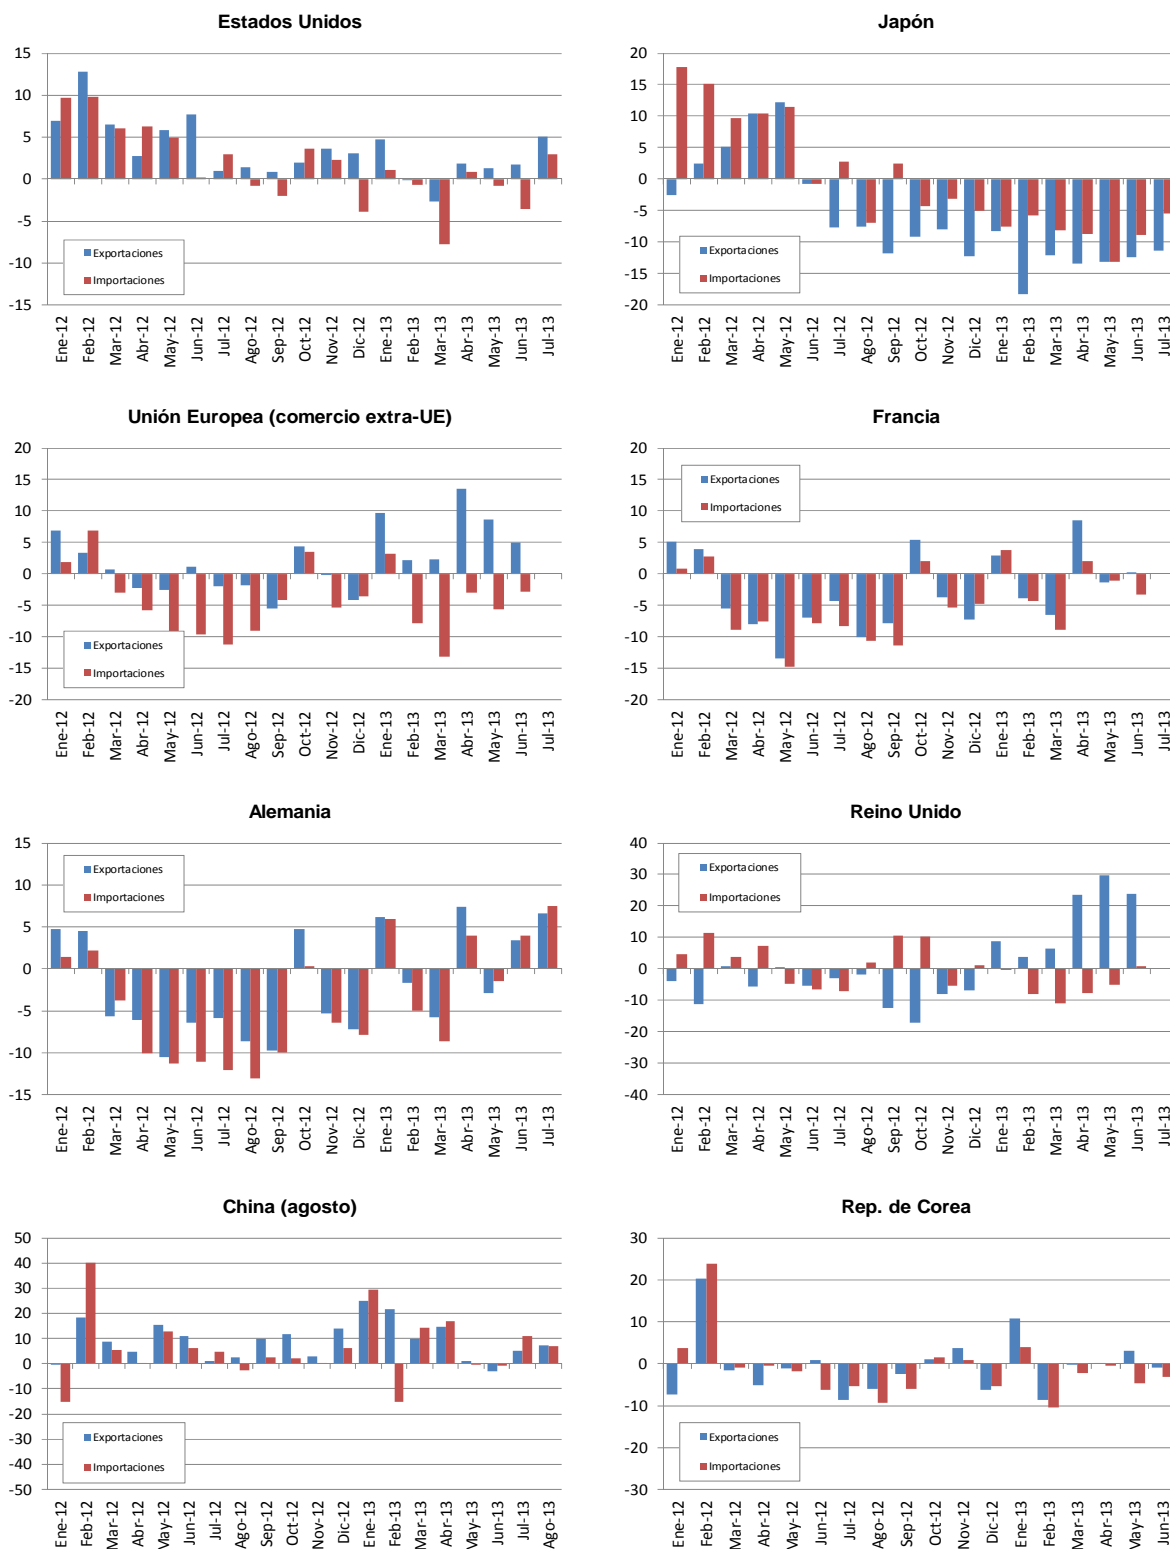 Estados Unidos
15
10
5
0
-5
-10
-15
Exportaciones
Importaciones
Ene-12
Feb-12
Mar-12
Abr-12
May-12
Jun-12
Jul-12
Ago-12
Sep-12
Oct-12
Nov-12
Dic-12
Ene-13
Feb-13
Mar-13
Abr-13
May-13
Jun-13
Jul-13
Japón
20
15
10
5
0
-5
-10
-15
-20
Exportaciones
Importaciones
Ene-12
Feb-12
Mar-12
Abr-12
May-12
Jun-12
Jul-12
Ago-12
Sep-12
Oct-12
Nov-12
Dic-12
Ene-13
Feb-13
Mar-13
Abr-13
May-13
Jun-13
Jul-13
Unión Europea (comercio extra-UE)
20
15
10
5
0
-5
-10
-15
-20
Exportaciones
Importaciones
Ene-12
Feb-12
Mar-12
Abr-12
May-12
Jun-12
Jul-12
Ago-12
Sep-12
Oct-12
Nov-12
Dic-12
Ene-13
Feb-13
Mar-13
Abr-13
May-13
Jun-13
Jul-13
Francia
20
15
10
5
0
-5
-10
-15
-20
Exportaciones
Importaciones
Ene-12
Feb-12
Mar-12
Abr-12
May-12
Jun-12
Jul-12
Ago-12
Sep-12
Oct-12
Nov-12
Dic-12
Ene-13
Feb-13
Mar-13
Abr-13
May-13
Jun-13
Jul-13
Alemania
15
10
5
0
-5
-10
-15
Exportaciones
Importaciones
Ene-12
Feb-12
Mar-12
Abr-12
May-12
Jun-12
Jul-12
Ago-12
Sep-12
Oct-12
Nov-12
Dic-12
Ene-13
Feb-13
Mar-13
Abr-13
May-13
Jun-13
Jul-13
Reino Unido
40
30
20
10
0
-10
-20
-30
-40
Exportaciones
Importaciones
Ene-12
Feb-12
Mar-12
Abr-12
May-12
Jun-12
Jul-12
Ago-12
Sep-12
Oct-12
Nov-12
Dic-12
Ene-13
Feb-13
Mar-13
Abr-13
May-13
Jun-13
Jul-13
China (agosto)
50
40
30
20
10
0
-10
-20
-30
-40
-50
Exportaciones
Importaciones
Ene-12
Feb-12
Mar-12
Abr-12
May-12
Jun-12
Jul-12
Ago-12
Sep-12
Oct-12
Nov-12
Dic-12
Ene-13
Feb-13
Mar-13
Abr-13
May-13
Jun-13
Jul-13
Ago-13
Rep. de Corea
30
20
10
0
-10
-20
-30
Exportaciones
Importaciones
Ene-12
Feb-12
Mar-12
Abr-12
May-12
Jun-12
Jul-12
Ago-12
Sep-12
Oct-12
Nov-12
Dic-12
Ene-13
Feb-13
Mar-13
Abr-13
May-13
Jun-13